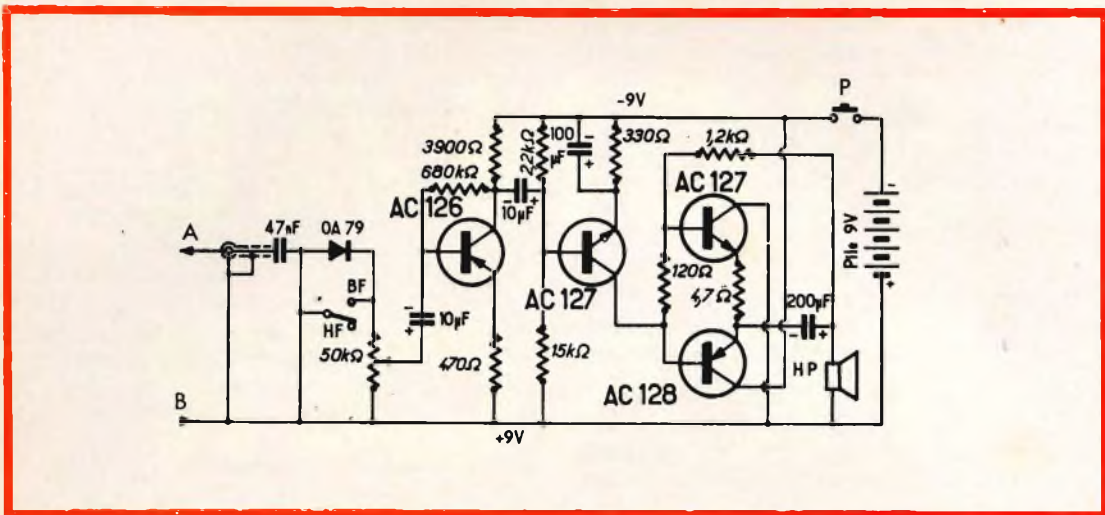 P
-9V
3900Ω
680kΩ
22kΩ
100
µF
330Ω
1,2kΩ
AC 126
10µF
AC 127
A
47nF
OA 79
BF
HF
50kΩ
10µF
470Ω
15kΩ
AC 127
120Ω
4,7Ω
200µF
Pile 9V
AC 128
HP
B
+9V